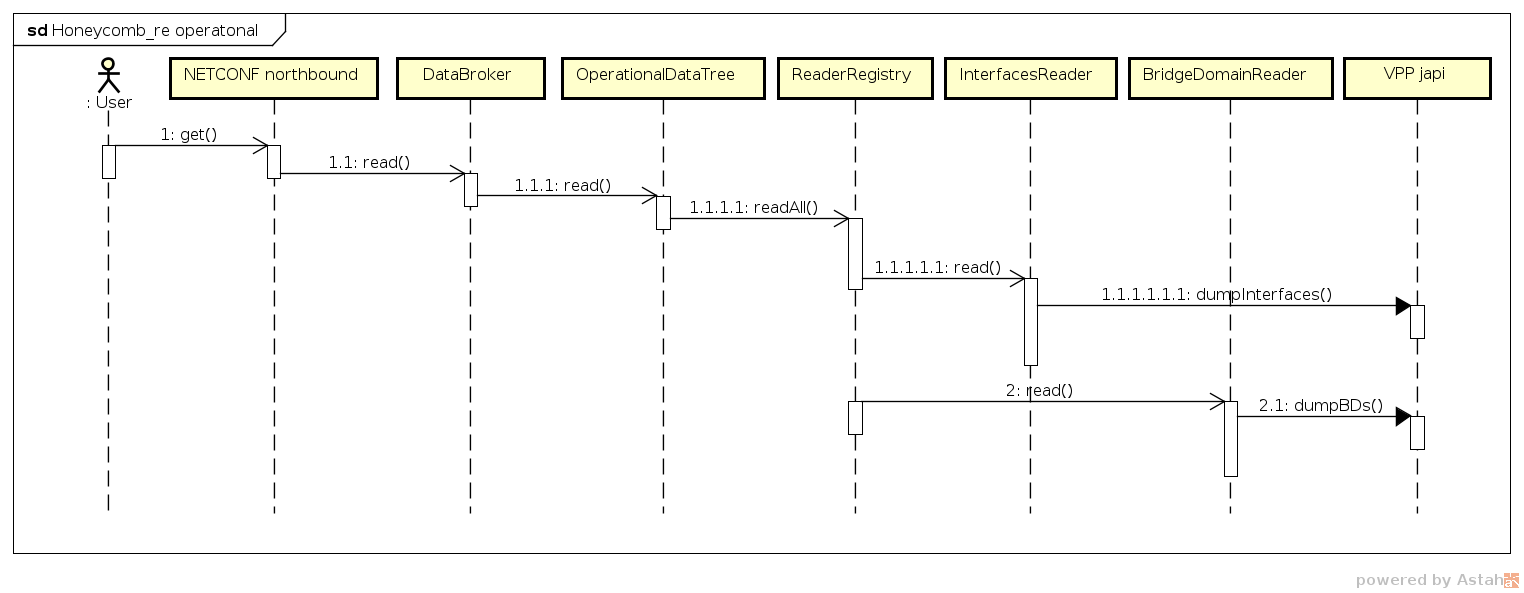 sd Honeycomb_re operatonal
: User
NETCONF northbound
DataBroker
OperationalDataTree
ReaderRegistry
InterfacesReader
BridgeDomainReader
VPP japi
1: get()
1.1: read()
1.1.1: read()
1.1.1.1: readAll()
1.1.1.1.1: read()
1.1.1.1.1.1: dumpInterfaces()
2: read()
2.1: dumpBDs()
powered by Astah